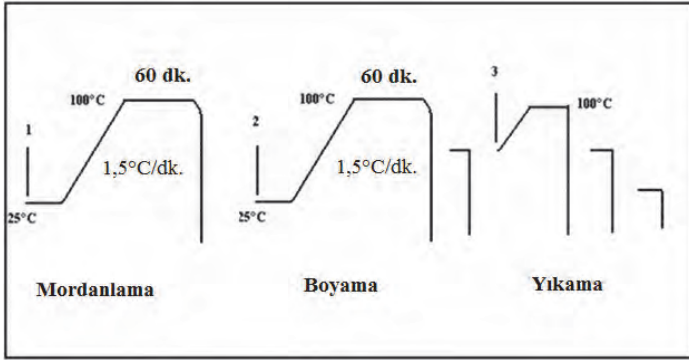 60 dk.
100°C
1
1,5°C/dk.
25°C
Mordanlama
60 dk.
100°C
2
1,5°C/dk.
25°C
Boyama
3
100°C
Yıkama